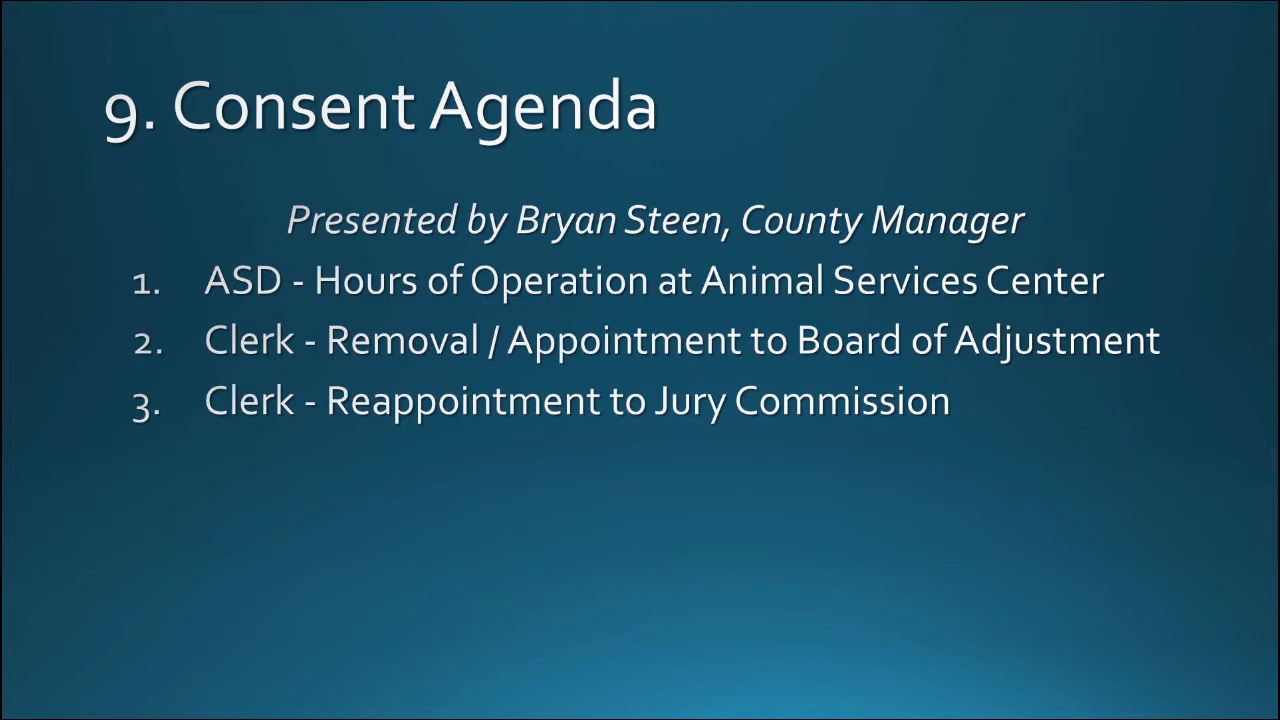 9. Consent Agenda
Presented by Bryan Steen, County Manager
1. ASD - Hours of Operation at Animal Services Center
2. Clerk - Removal / Appointment to Board of Adjustment
3. Clerk - Reappointment to Jury Commission